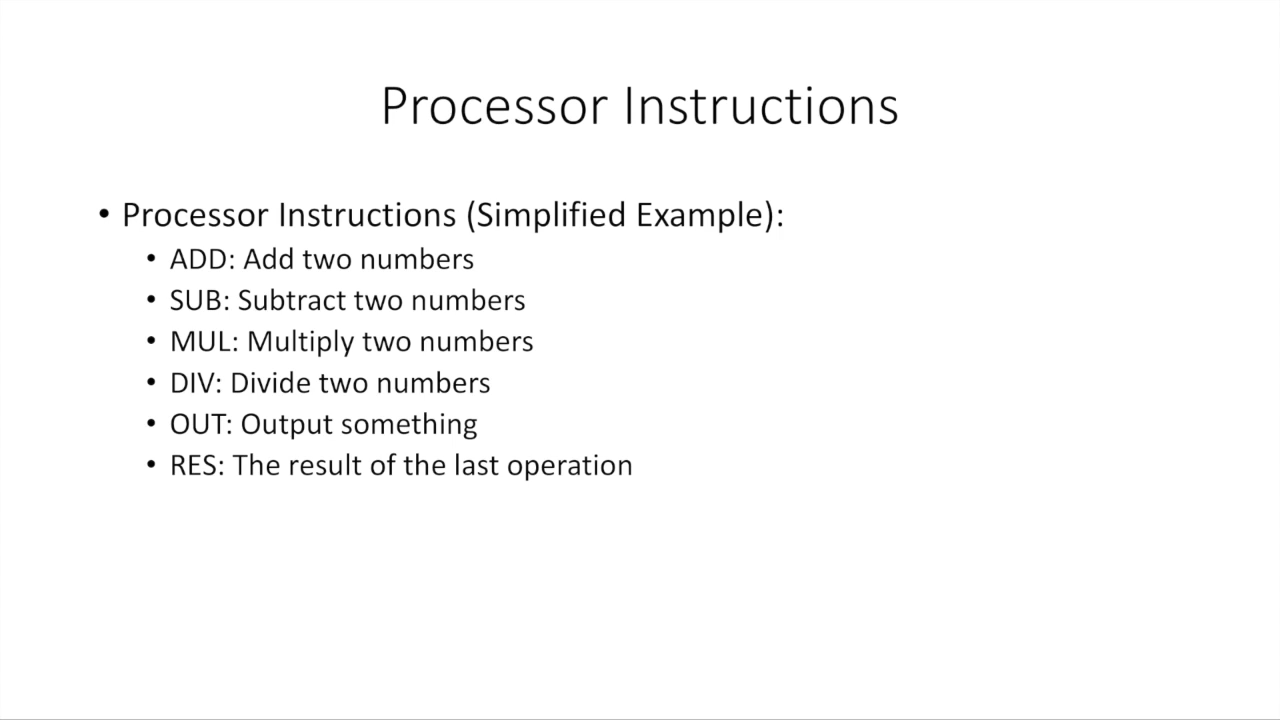 Processor Instructions
• Processor Instructions (Simplified Example):
• ADD: Add two numbers
• SUB: Subtract two numbers
• MUL: Multiply two numbers
• DIV: Divide two numbers
• OUT: Output something
• RES: The result of the last operation